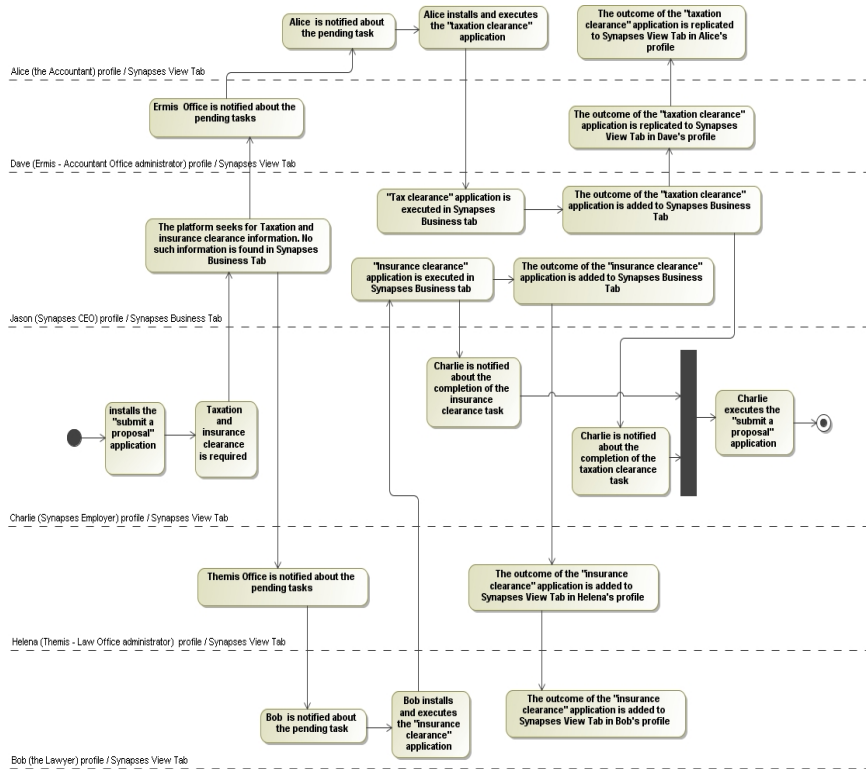 Alice  is notified about
the pending task
Alice installs and executes
the "taxation clearance"
application
The outcome of the "taxation
clearance" application is replicated
to Synapses View Tab in Alice's
profile
Alice (the Accountant) profile / Synapses View Tab
Ermis  Office is notified about the
pending tasks
The outcome of the "taxation clearance"
application is replicated to Synapses
View Tab in Dave's profile
Dave (Ermis - Accountant Office administrator) profile / Synapses View Tab
"Tax clearance" application is
executed in Synapses
Business tab
The outcome of the "taxation clearance"
application is added to Synapses Business
Tab
The platform seeks for Taxation and
insurance clearance information. No
such information is found in Synapses
Business Tab
"Insurance clearance"
application is executed in
Synapses Business tab
The outcome of the "insurance clearance"
application is added to Synapses Business
Tab
Jason (Synapses CEO) profile / Synapses Business Tab
Charlie is notified
about the
completion of the
insurance
clearance task
installs the
"submit a
proposal"
application
Taxation
and
insurance
clearance
is required
Charlie
executes the
"submit a
proposal"
application
Charlie is notified
about the
completion of the
taxation clearance
task
Charlie (Synapses Employer) profile / Synapses View Tab
Themis Office is notified about the
pending tasks
The outcome of the "insurance
clearance" application is added to
Synapses View Tab in Helena's profile
Helena (Themis - Law Office administrator)  profile / Synapses View Tab
Bob  is notified about
the pending task
Bob installs
and executes
the "insurance
clearance"
application
The outcome of the "insurance
clearance" application is added to
Synapses View Tab in Bob's profile
Bob (the Lawyer) profile / Synapses View Tab